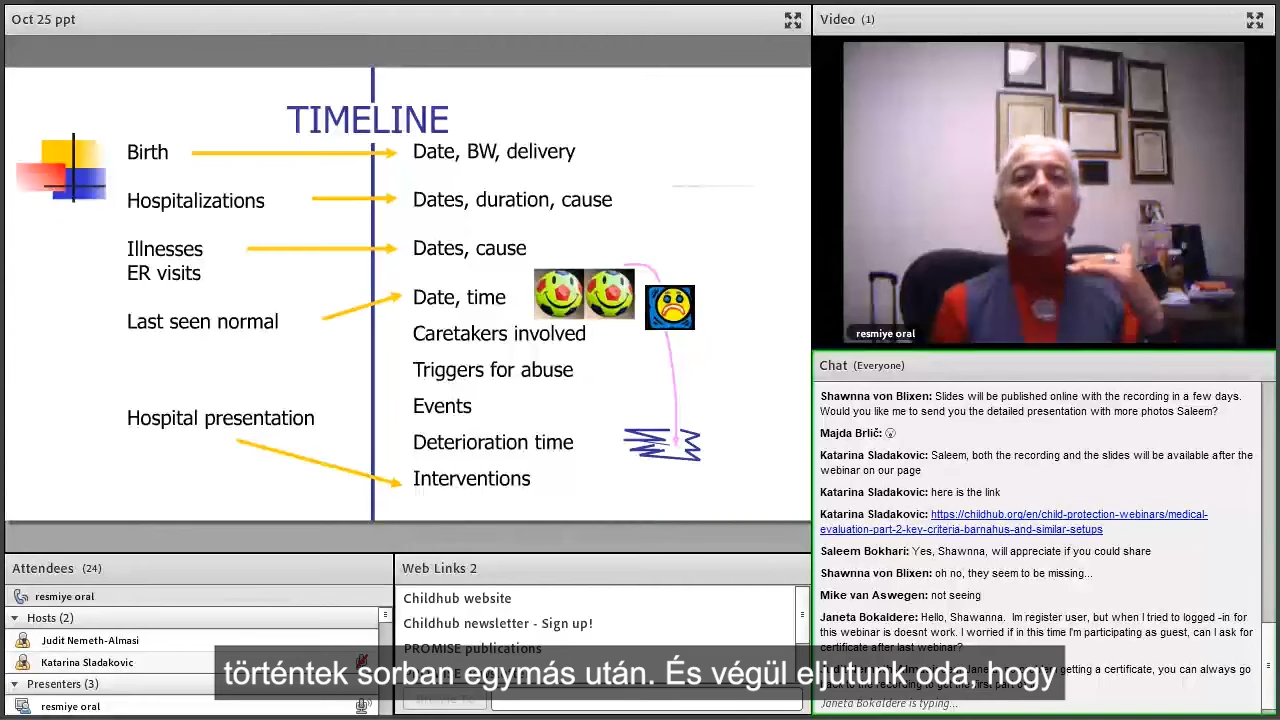 Oct 25 ppt
TIMELINE
Birth
Date, BW, delivery
Hospitalizations
Dates, duration, cause
Illnesses
Dates, cause
ER visits
Last seen normal
Date, time
Caretakers involved
Triggers for abuse
Events
Hospital presentation
Deterioration time
Interventions
Video (1)
resmiye oral
Chat (Everyone)
Shawnna von Blixen: Slides will be published online with the recording in a few days.
Would you like me to send you the detailed presentation with more photos Saleem?
Majda Brlič:
Katarina Sladakovic: Saleem, both the recording and the slides will be available after the
webinar on our page
Katarina Sladakovic: here is the link
Katarina Sladakovic: https://childhub.org/en/child-protection-webinars/medical-
evaluation-part-2-key-criteria-barnahus-and-similar-setups
Saleem Bokhari: Yes, Shawnna, will appreciate if you could share
Shawnna von Blixen: oh no, they seem to be missing...
Mike van Aswegen: not seeing
Janeta Bokaldere: Hello, Shawanna. Im register user, but when I tried to logged -in for
this webinar is doesnt work. I worried if in this time I'm participating as guest, can I ask for
certificate after last webinar?
getting a certificate, you can always
Janeta Bokaldere is typing...
Attendees (24)
resmiye oral
Hosts (2)
Judit Nemeth-Almasi
Katarina Sladakovic
Presenters (3)
resmiye oral
Web Links 2
Childhub website
Childhub newsletter - Sign up!
PROMISE publications
történtek sorban egymás után. És végül eljutunk oda, hogy